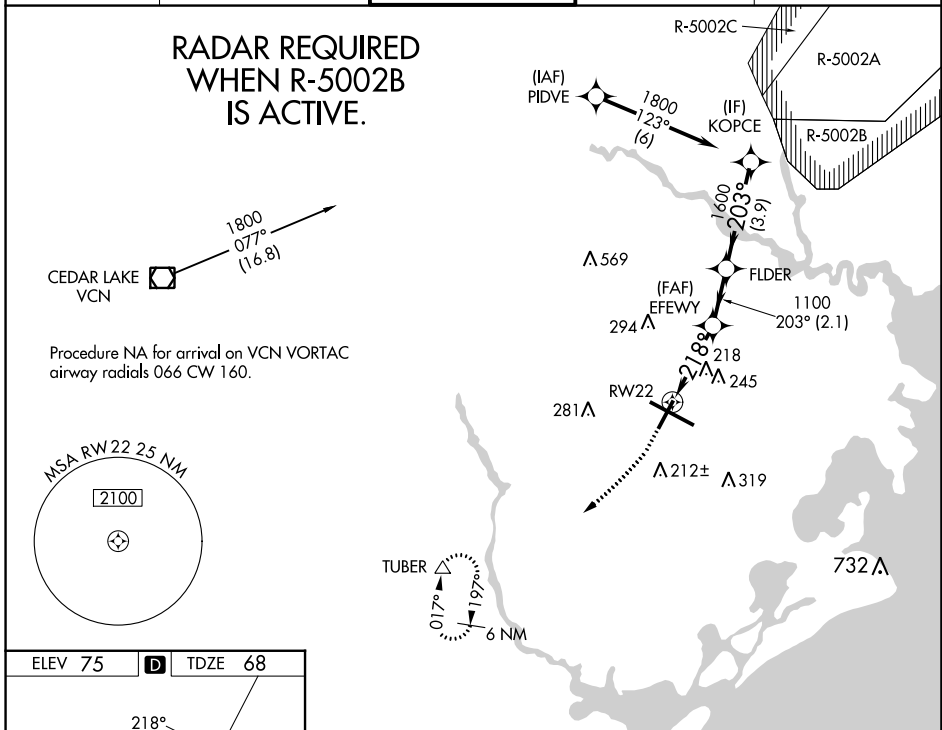 RADAR REQUIRED
WHEN R-5002B
IS ACTIVE.
R-5002C
R-5002A
R-5002B
(IAF)
PIDVE
1800
123°
(6)
(IF)
KOPCE
1600
203°
(3.9)
1800
077°
(16.8)
CEDAR LAKE
VCN
569
FLDER
(FAF)
EFEWY
1100
203° (2.1)
294
218°
218
245
Procedure NA for arrival on VCN VORTAC
airway radials 066 CW 160.
RW22
281
212±
319
MSA RW22 25 NM
2100
TUBER
017°
197°
6 NM
732
ELEV 75
D
TDZE 68
218°